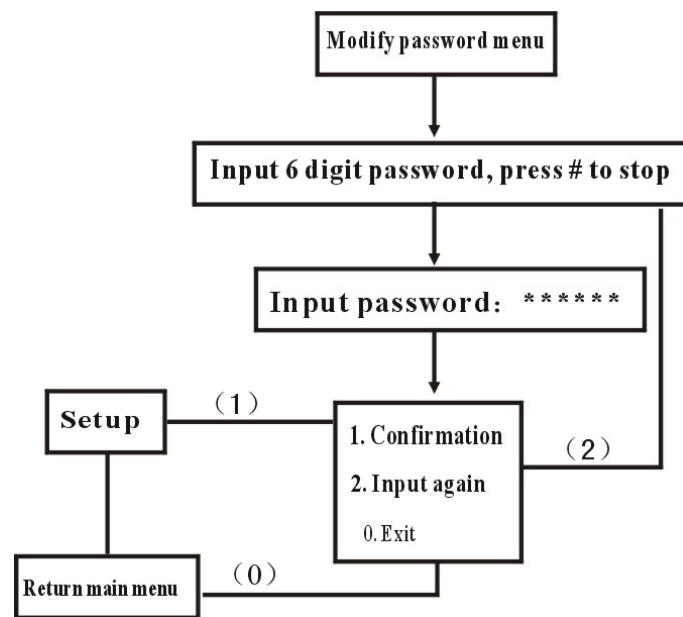 Modify password menu
Input 6 digit password, press # to stop
Input password: ******
Setup
(1)
1. Confirmation
2. Input again
0. Exit
(2)
Return main menu
(0)